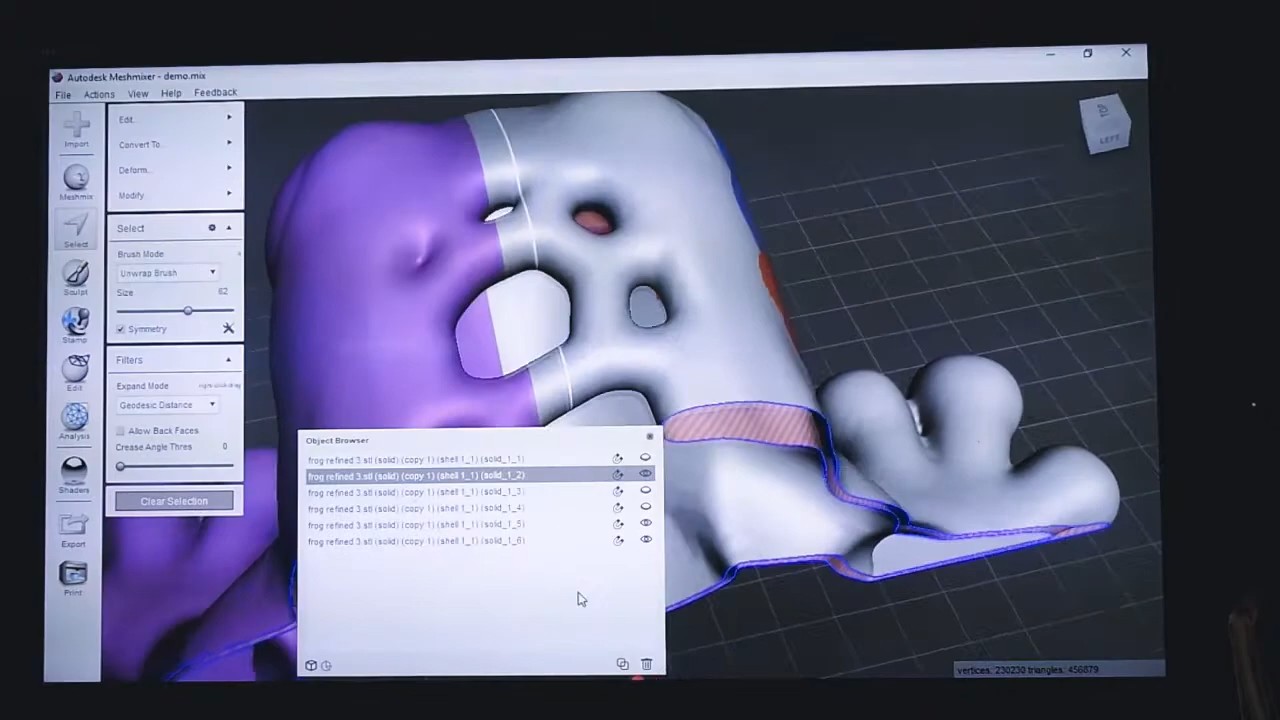 Autodesk Meshmixer - demo.mix
File Actions View Help Feedback
Import
Meshmix
Select
Sculpt
Stamp
Edit
Analysis
Shaders
Export
Print
Edit...
Convert To...
Deform...
Modify...
Select
Brush Mode
Unwrap Brush
Size 62
Symmetry
Filters
Expand Mode
Geodesic Distance
Allow Back Faces
Crease Angle Thres 0
Clear Selection
Object Browser
frog refined 3.stl (solid) (copy 1) (shell 1_1) (solid_1_1)
frog refined 3.stl (solid) (copy 1) (shell 1_1) (solid_1_2)
frog refined 3.stl (solid) (copy 1) (shell 1_1) (solid_1_3)
frog refined 3.stl (solid) (copy 1) (shell 1_1) (solid_1_4)
frog refined 3.stl (solid) (copy 1) (shell 1_1) (solid_1_5)
frog refined 3.stl (solid) (copy 1) (shell 1_1) (solid_1_6)
LEFT
vertices: 230230 triangles: 456879